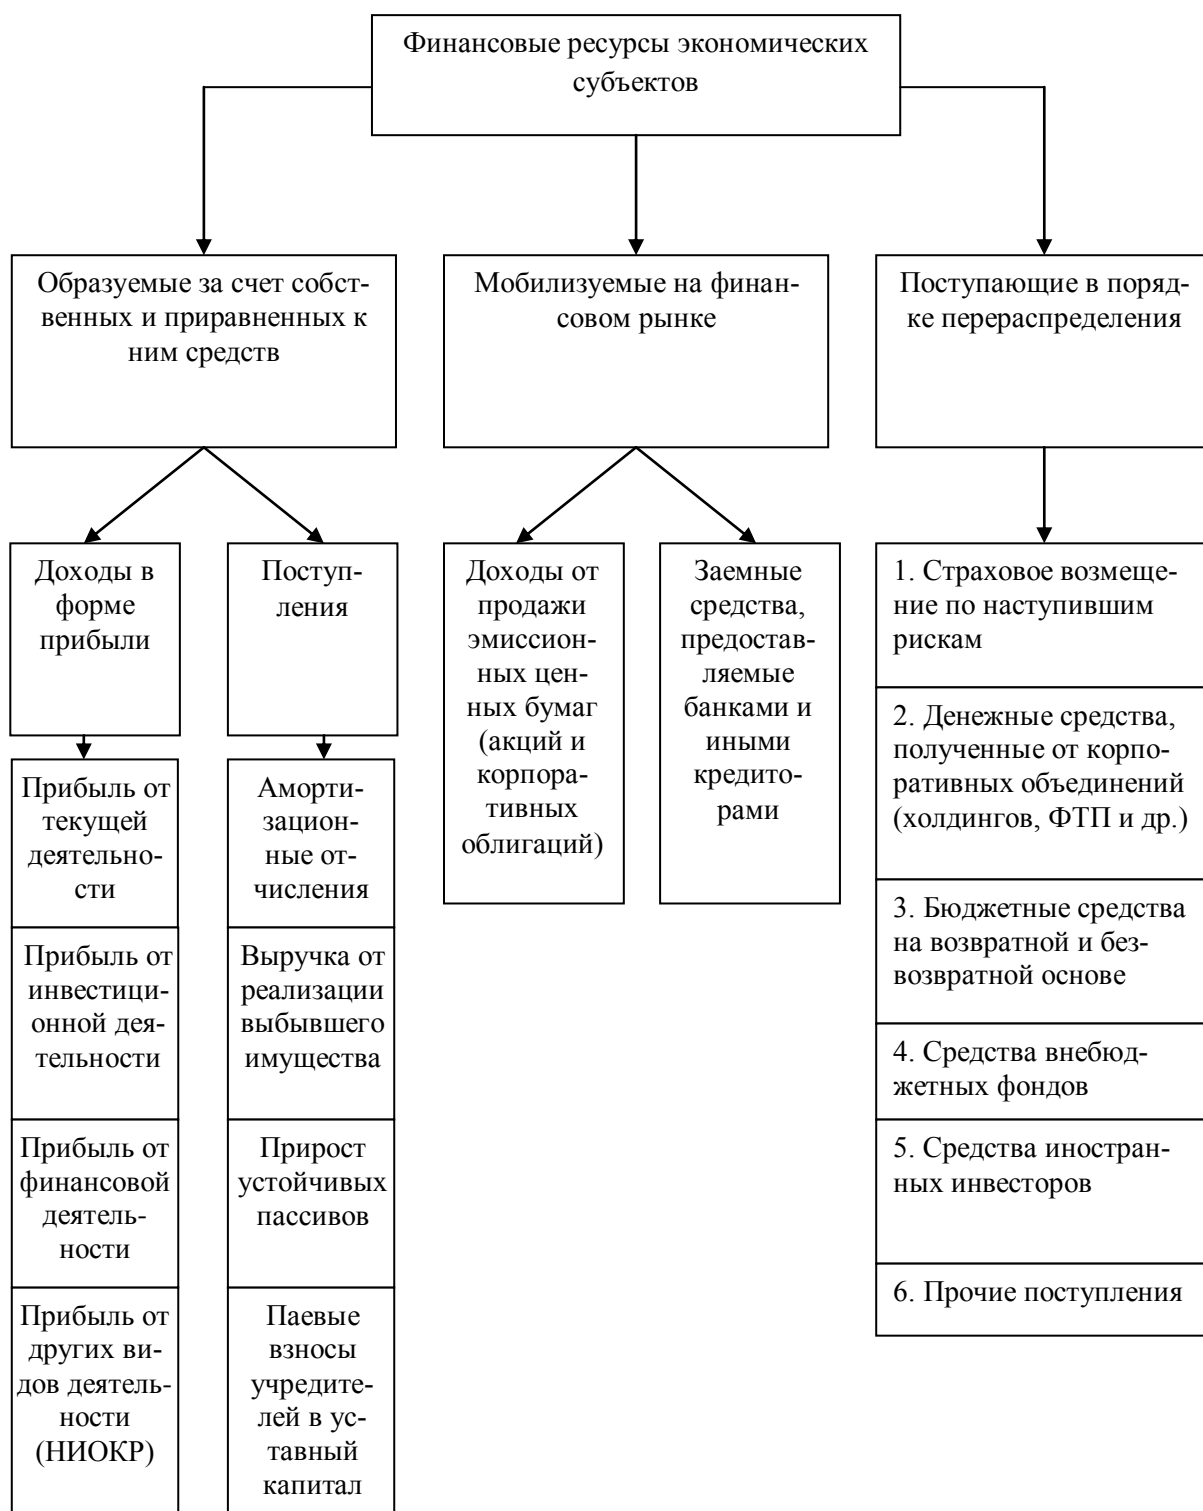 Финансовые ресурсы экономических
субъектов
Образуемые за счет собст-
венных и приравненных к
ним средств
Мобилизуемые на финан-
совом рынке
Поступающие в поряд-
ке перераспределения
Доходы в
форме
прибыли
Поступ-
ления
Доходы от
продажи
эмиссион-
ных цен-
ных бумаг
(акций и
корпора-
тивных
облигаций)
Заемные
средства,
предостав-
ляемые
банками и
иными
кредито-
рами
1. Страховое возмеще-
ние по наступившим
рискам
2. Денежные средства,
полученные от корпо-
ративных объединений
(холдингов, ФТП и др.)
3. Бюджетные средства
на возвратной и без-
возвратной основе
4. Средства внебюд-
жетных фондов
5. Средства иностран-
ных инвесторов
6. Прочие поступления
Прибыль от
текущей
деятельно-
сти
Прибыль от
инвестици-
онной дея-
тельности
Прибыль от
финансовой
деятель-
ности
Прибыль от
других ви-
дов деятель-
ности
(НИОКР)
Аморти-
зацион-
ные от-
числения
Выручка от
реализации
выбывшего
имущества
Прирост
устойчивых
пассивов
Паевые
взносы
учредите-
лей в ус-
тавный
капитал